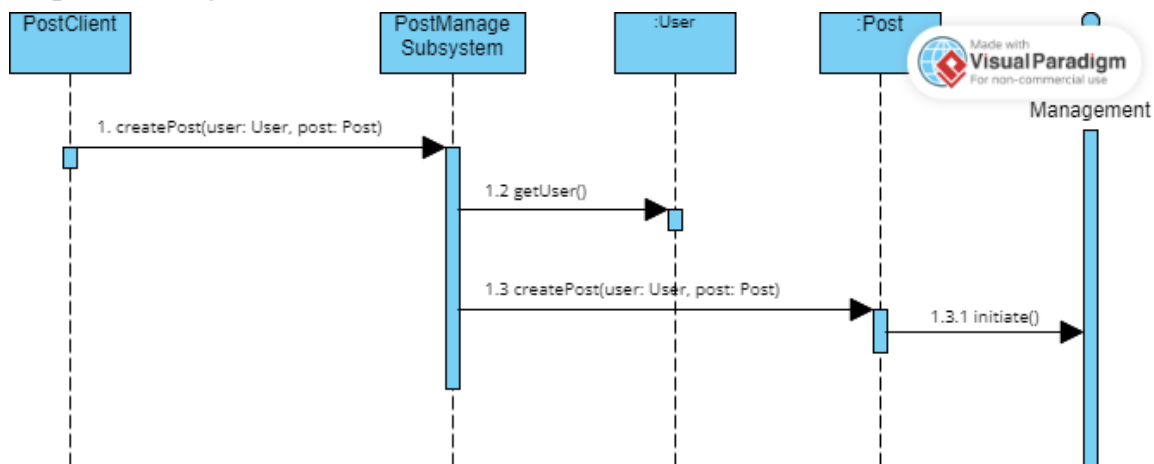 PostClient
PostManage
Subsystem
:User
:Post
Made with
Visual Paradigm
For non-commercial use
Management
1. createPost(user: User, post: Post)
1.2 getUser()
1.3 createPost(user: User, post: Post)
1.3.1 initiate()